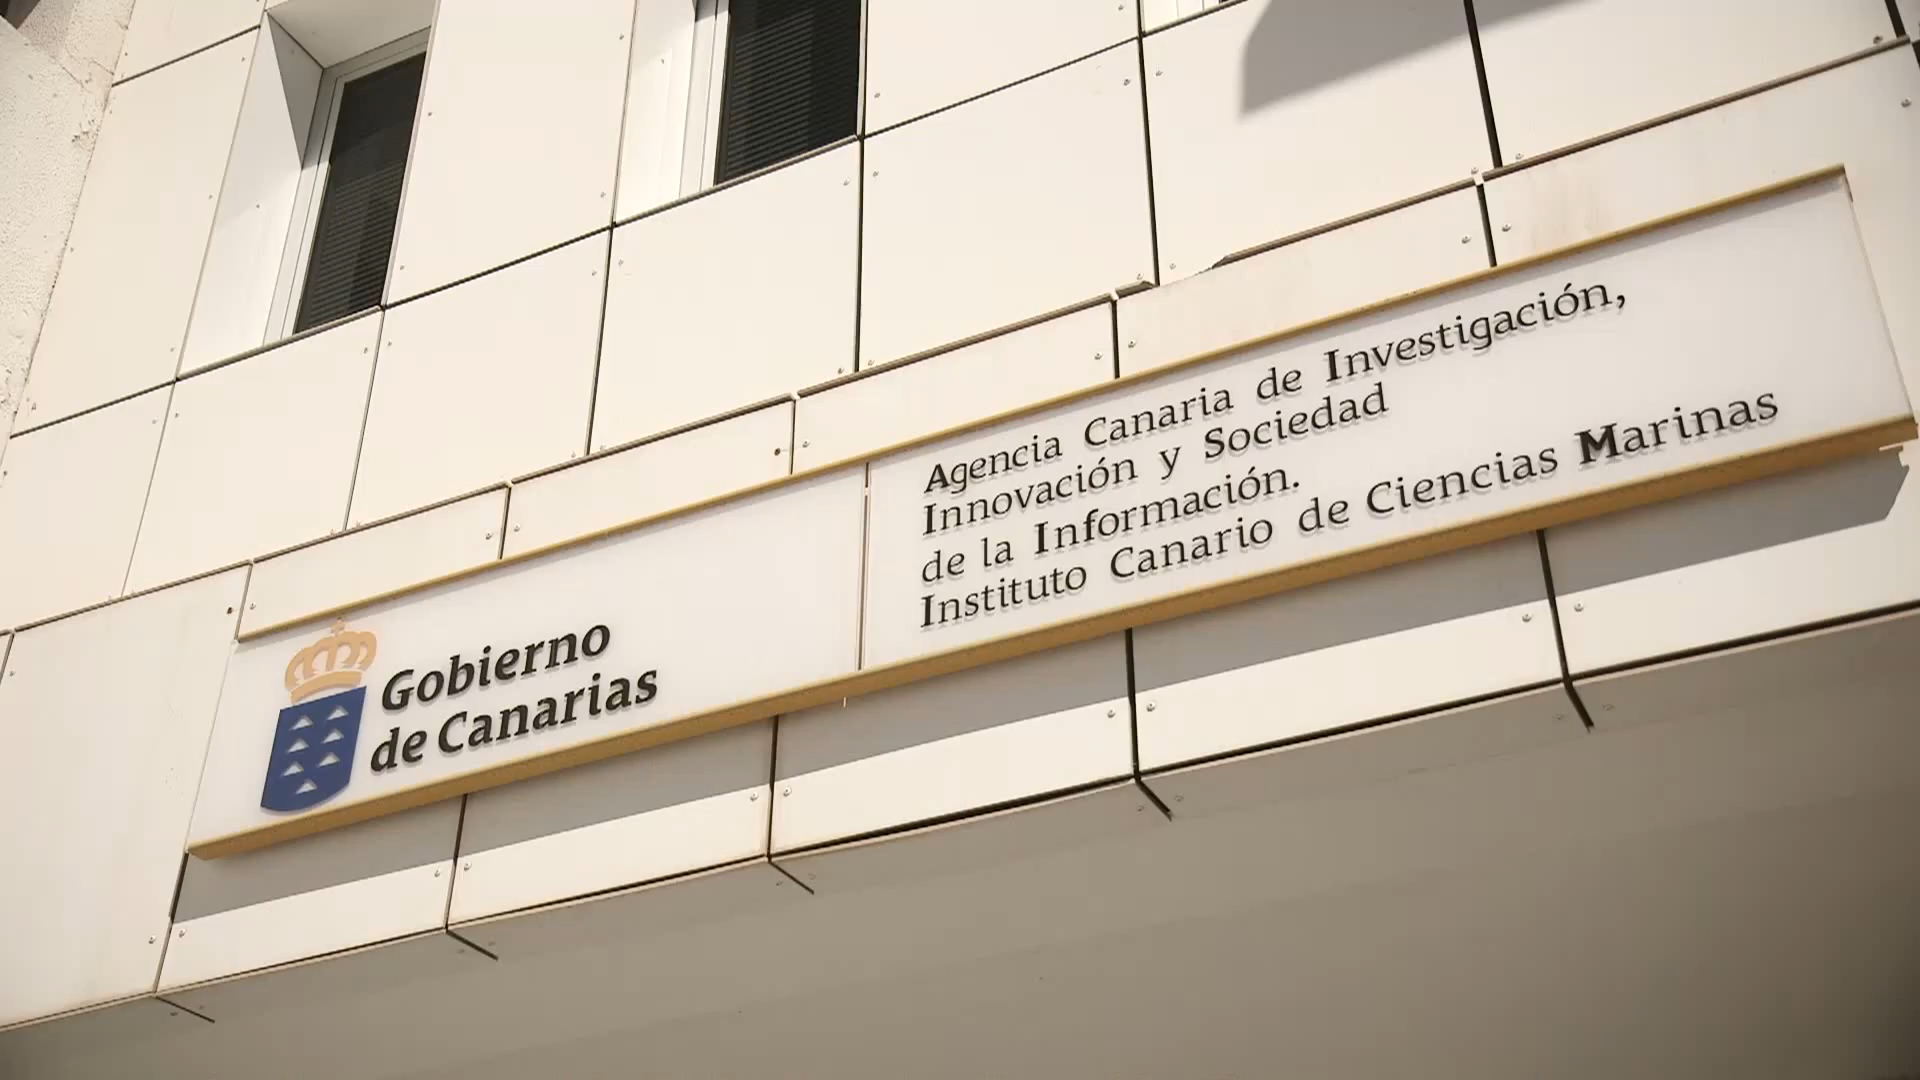 Gobierno
de Canarias
Agencia Canaria de Investigación,
Innovación y Sociedad
de la Información.
Instituto Canario de Ciencias Marinas